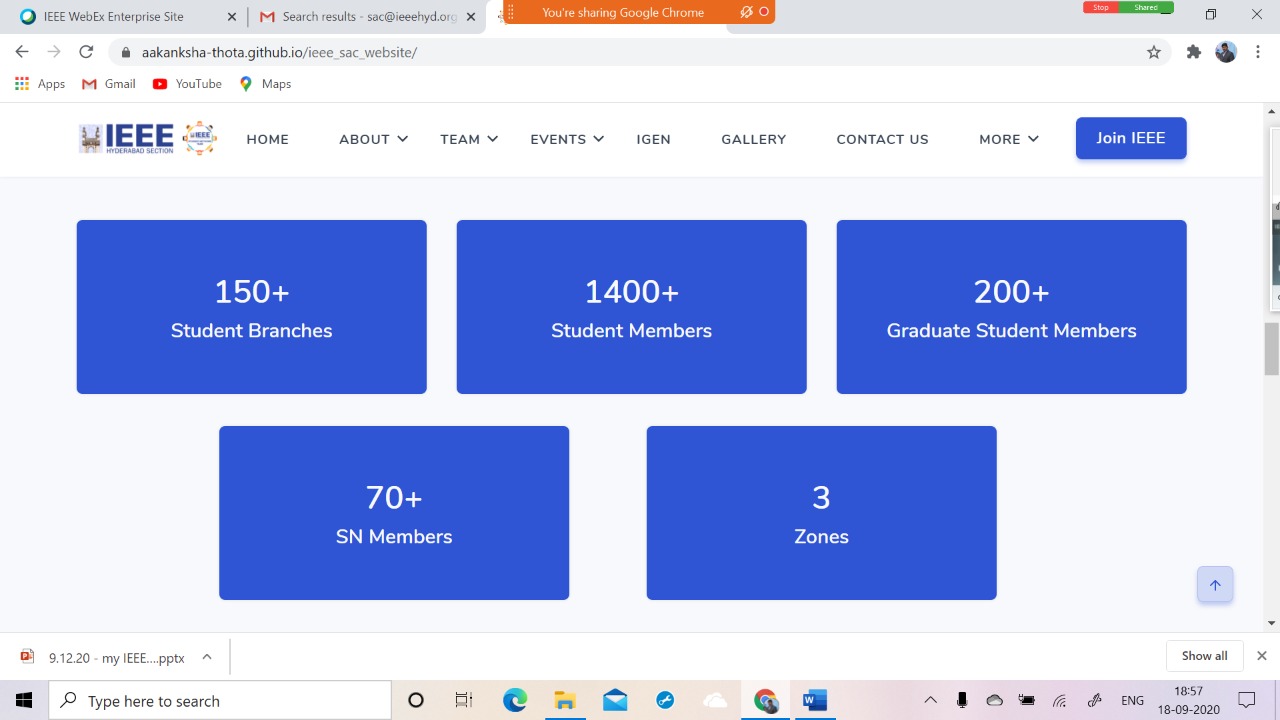 IEEE WebEx Enterprise Site
Search results - sac@ieeehyd.org
You're sharing Google Chrome
Stop Shared
aakanksha-thota.github.io/ieee_sac_website/
Apps Gmail YouTube Maps
IEEE
HYDERABAD SECTION
HOME ABOUT TEAM EVENTS IGEN GALLERY CONTACT US MORE Join IEEE
150+
Student Branches
1400+
Student Members
200+
Graduate Student Members
70+
SN Members
3
Zones
9.12.20 - my IEEE....pptx
Show all
Type here to search
ENG
18:57
18-09-2020